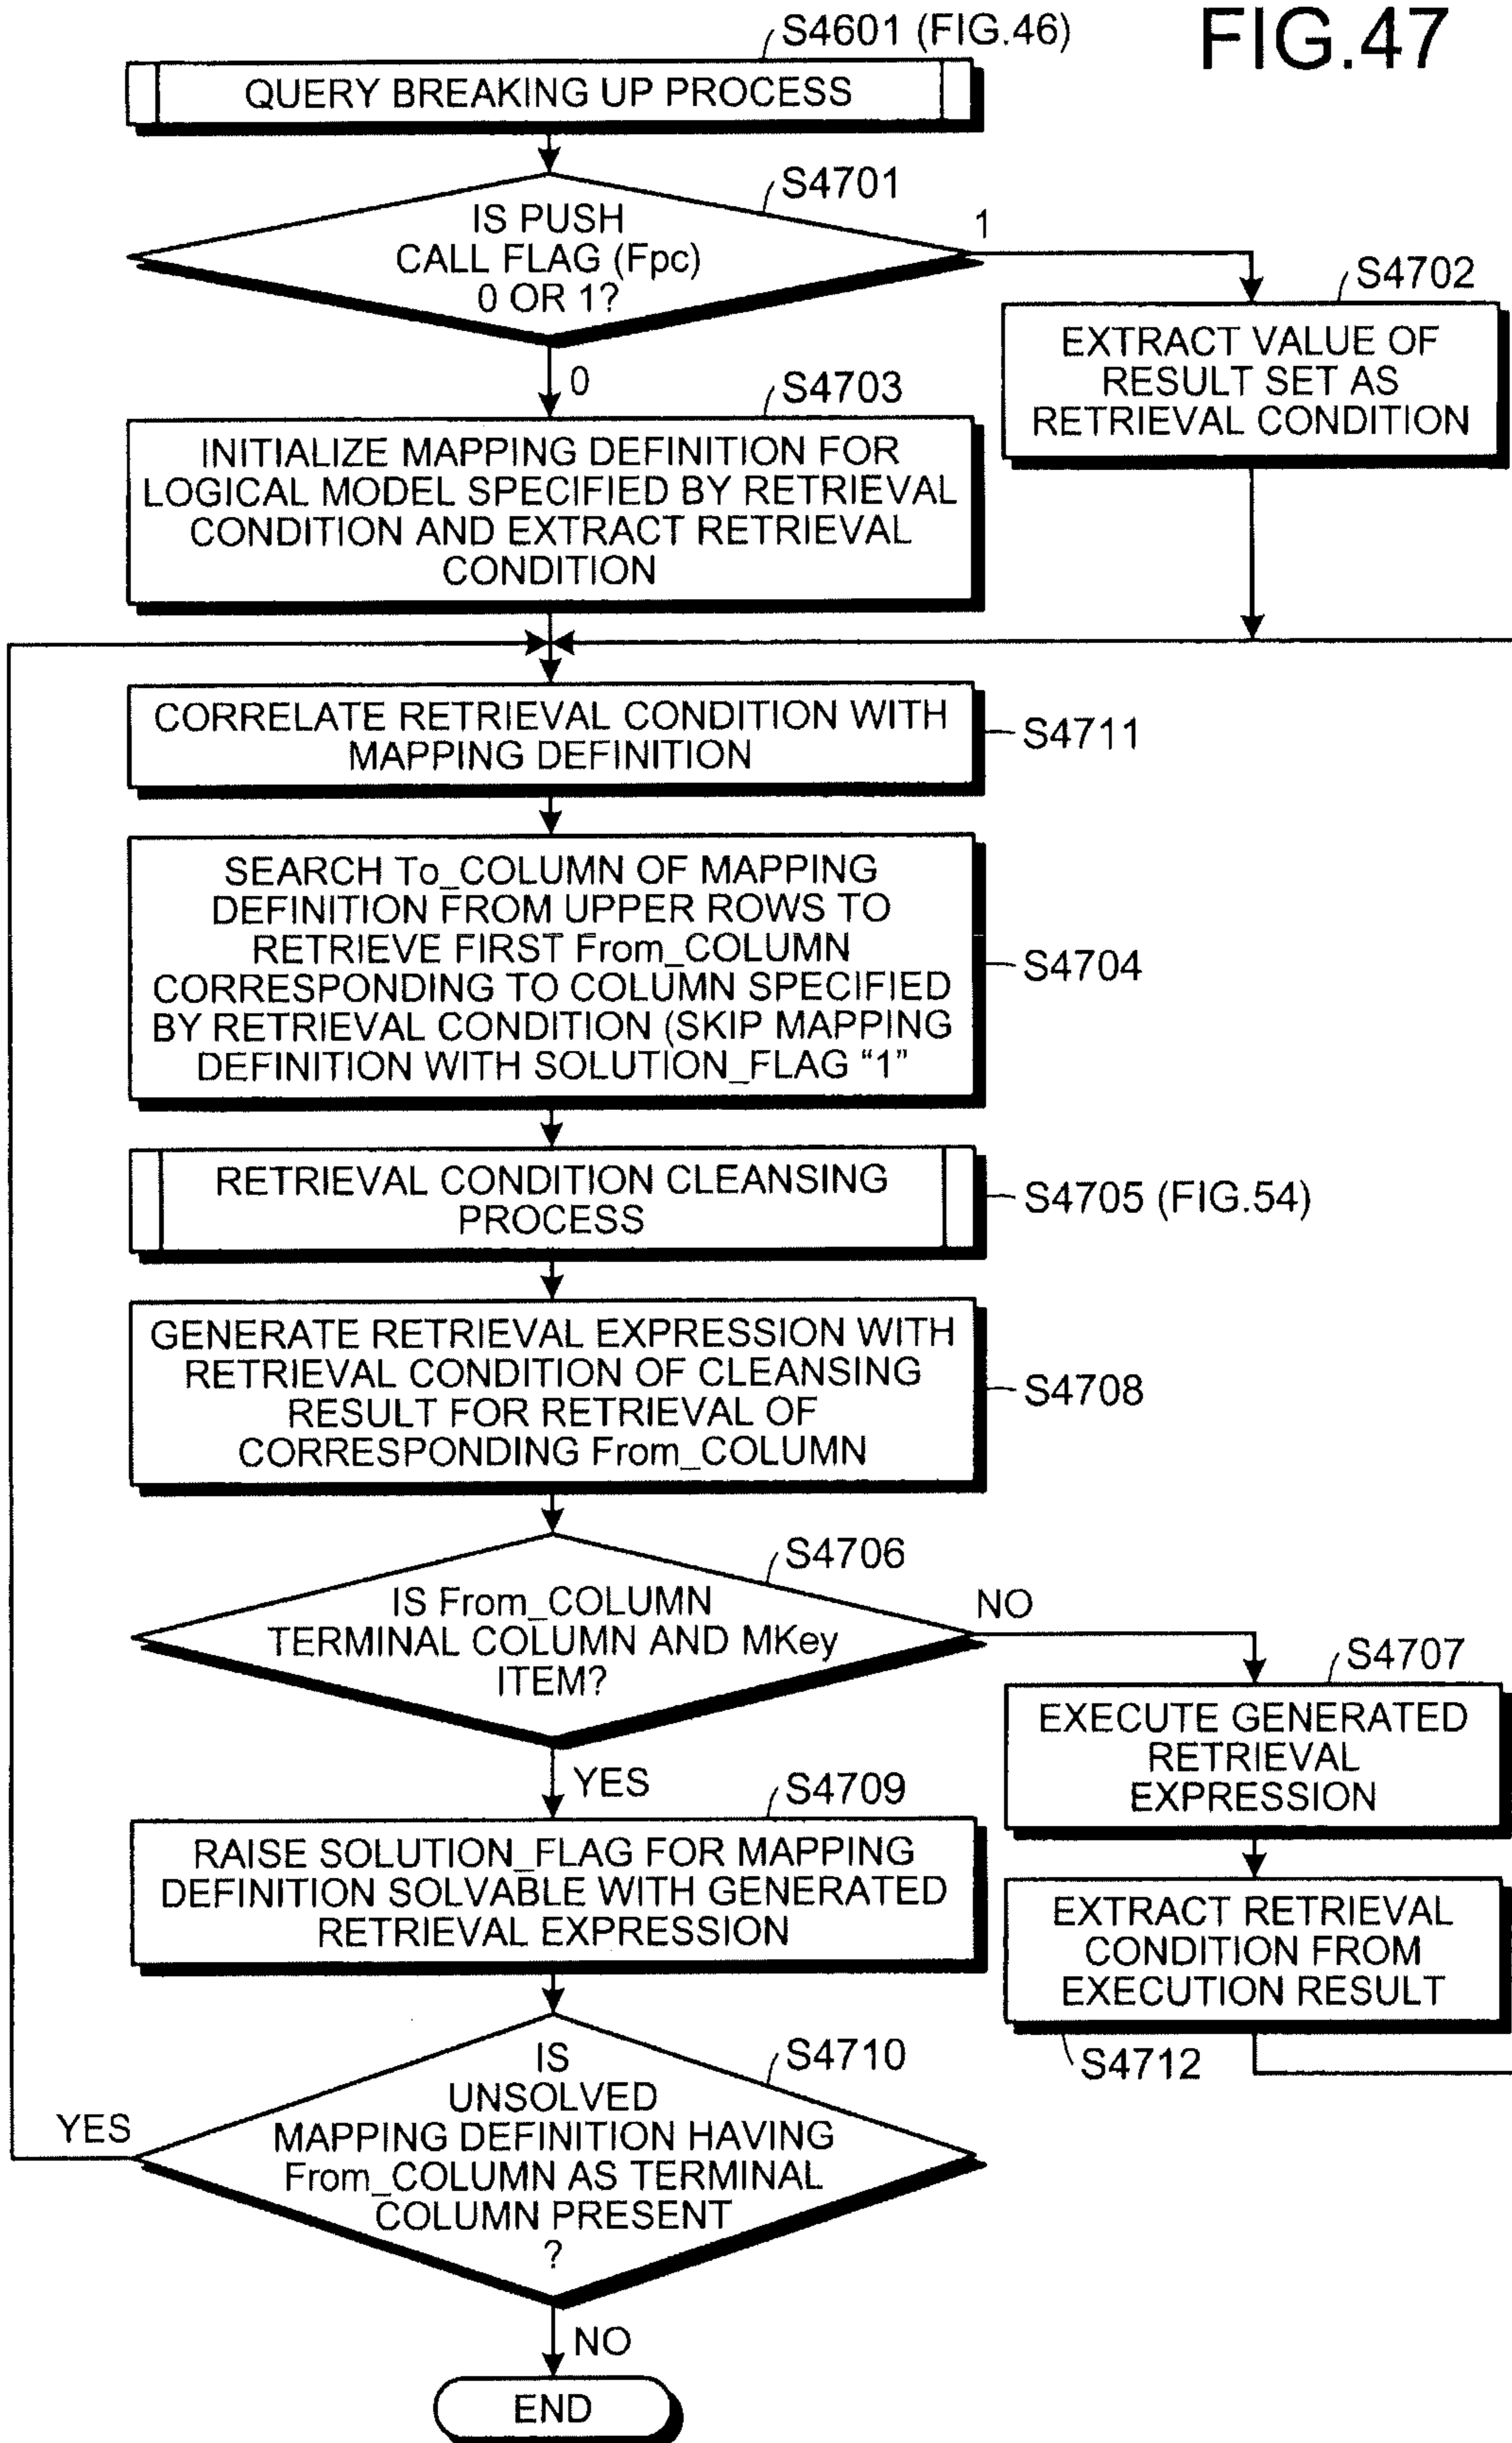 FIG.47
S4601 (FIG.46)
QUERY BREAKING UP PROCESS
S4701
IS PUSH
CALL FLAG (Fpc)
0 OR 1?
1
S4702
EXTRACT VALUE OF
RESULT SET AS
RETRIEVAL CONDITION
0
S4703
INITIALIZE MAPPING DEFINITION FOR
LOGICAL MODEL SPECIFIED BY RETRIEVAL
CONDITION AND EXTRACT RETRIEVAL
CONDITION
CORRELATE RETRIEVAL CONDITION WITH
MAPPING DEFINITION
S4711
SEARCH To_COLUMN OF MAPPING
DEFINITION FROM UPPER ROWS TO
RETRIEVE FIRST From_COLUMN
CORRESPONDING TO COLUMN SPECIFIED
BY RETRIEVAL CONDITION (SKIP MAPPING
DEFINITION WITH SOLUTION_FLAG “1”
S4704
RETRIEVAL CONDITION CLEANSING
PROCESS
S4705 (FIG.54)
GENERATE RETRIEVAL EXPRESSION WITH
RETRIEVAL CONDITION OF CLEANSING
RESULT FOR RETRIEVAL OF
CORRESPONDING From_COLUMN
S4708
S4706
IS From_COLUMN
TERMINAL COLUMN AND MKey
ITEM?
NO
S4707
EXECUTE GENERATED
RETRIEVAL
EXPRESSION
YES
S4709
RAISE SOLUTION_FLAG FOR MAPPING
DEFINITION SOLVABLE WITH GENERATED
RETRIEVAL EXPRESSION
EXTRACT RETRIEVAL
CONDITION FROM
EXECUTION RESULT
S4712
S4710
IS
UNSOLVED
MAPPING DEFINITION HAVING
From_COLUMN AS TERMINAL
COLUMN PRESENT
?
YES
NO
END